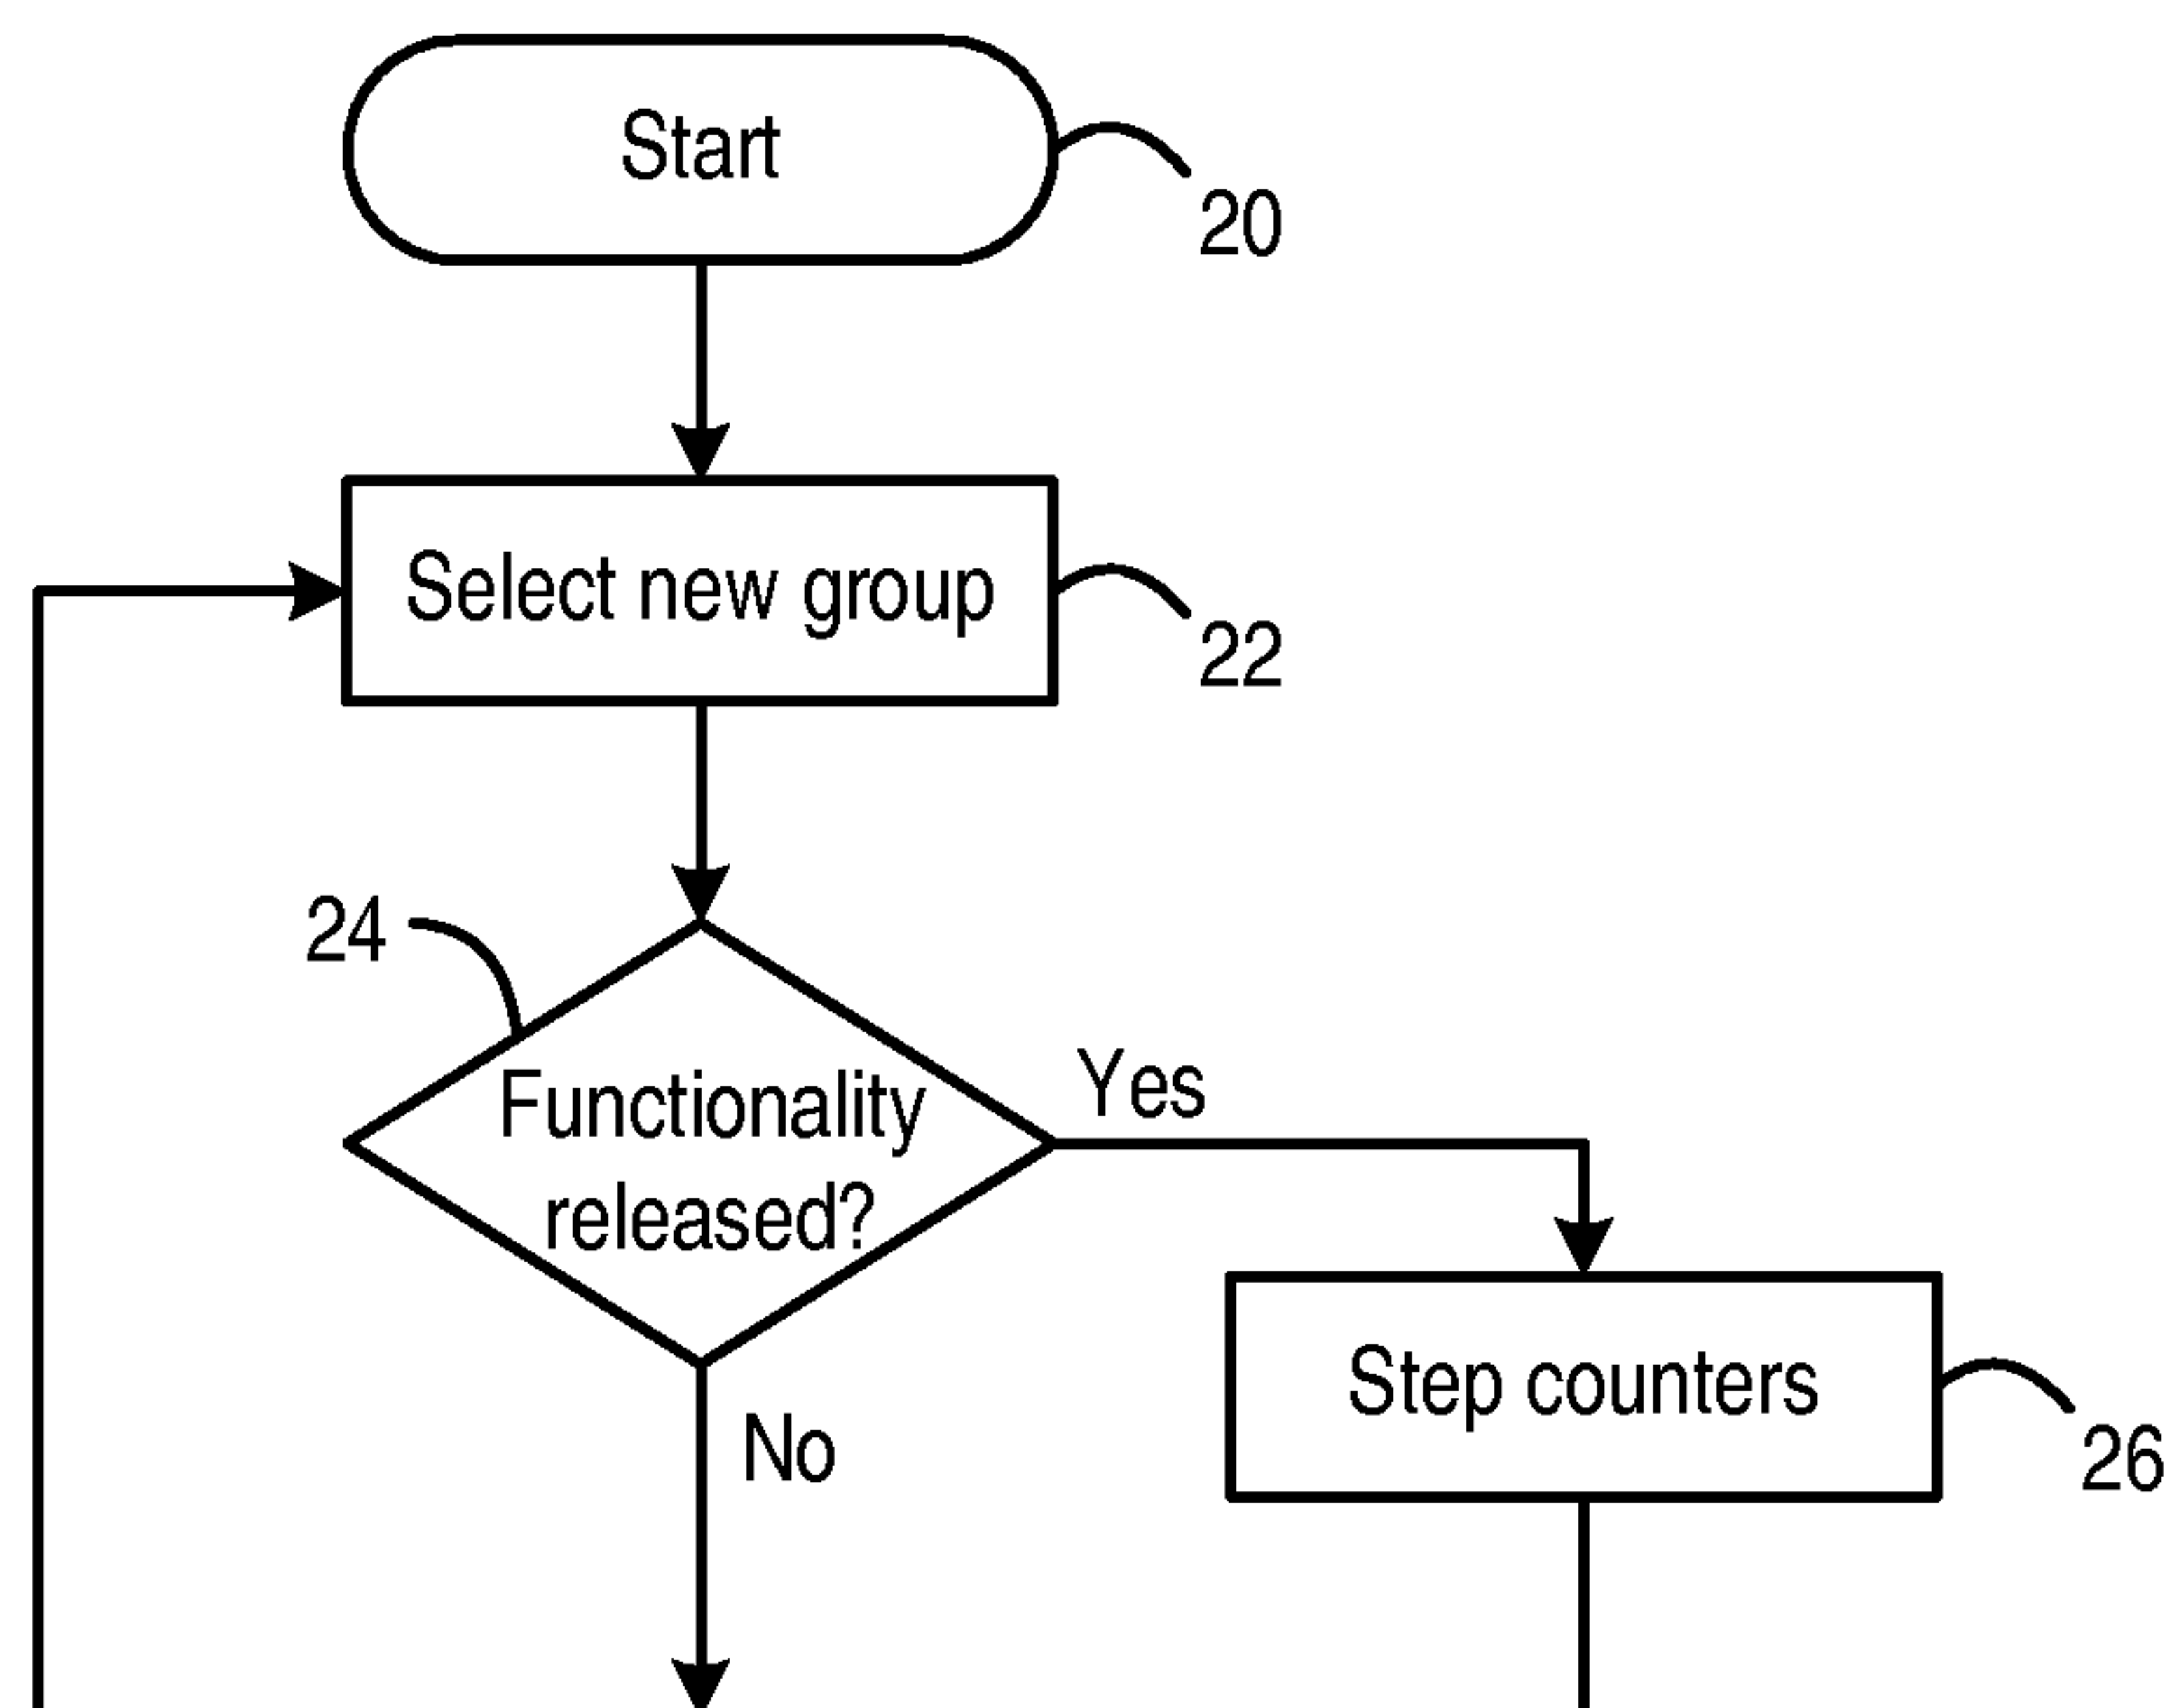 Start
20
Select new group
22
24
Functionality
released?
Yes
Step counters
26
No